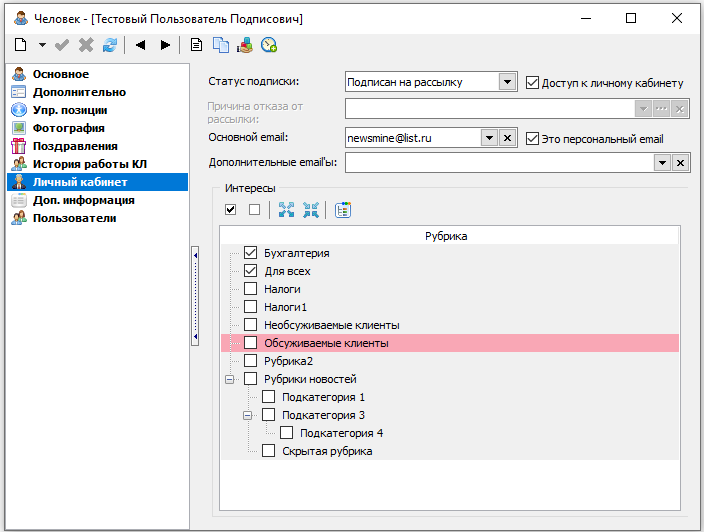 Человек - [Тестовый Пользователь Подписович]
Основное
Дополнительно
Упр. позиции
Фотография
Поздравления
История работы КЛ
Личный кабинет
Доп. информация
Пользователи
Статус подписки:
Подписан на рассылку
Доступ к личному кабинету
Причина отказа от
рассылки:
Основной email:
newsmine@list.ru
Это персональный email
Дополнительные email'ы:
Интересы
Рубрика
Бухгалтерия
Для всех
Налоги
Налоги1
Необсуживаемые клиенты
Обсуживаемые клиенты
Рубрика2
Рубрики новостей
Подкатегория 1
Подкатегория 3
Подкатегория 4
Скрытая рубрика